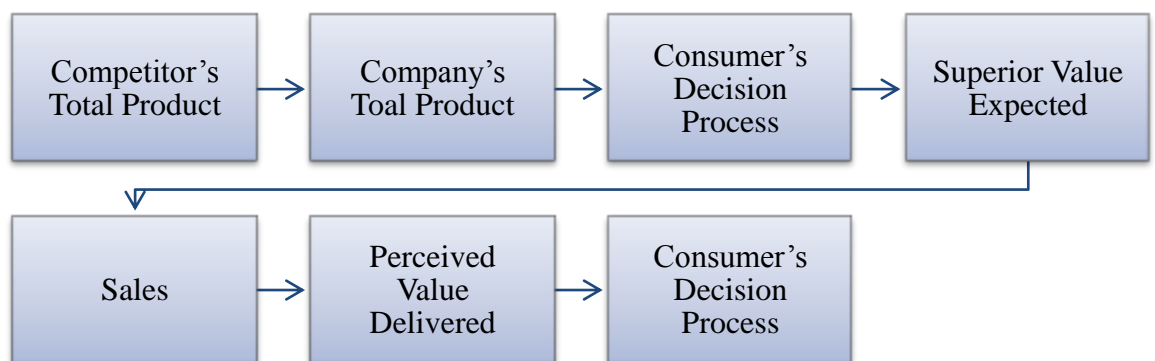 Competitor’s
Total Product
Company’s
Toal Product
Consumer’s
Decision
Process
Superior Value
Expected
Sales
Perceived
Value
Delivered
Consumer’s
Decision
Process